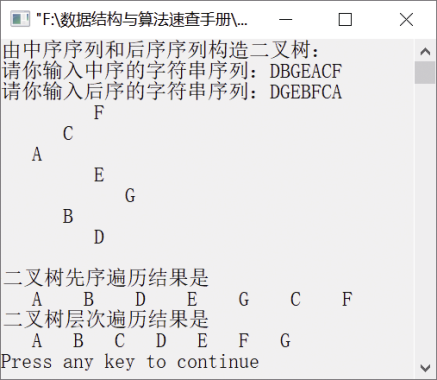 "F:\数据结构与算法速查手册\...
由中序序列和后序序列构造二叉树:
请你输入中序的字符串序列: DBGEACF
请你输入后序的字符串序列: DGEBFCA
F
C
A
E
G
B
D
二叉树先序遍历结果是
A B D E G C F
二叉树层次遍历结果是
A B C D E F G
Press any key to continue